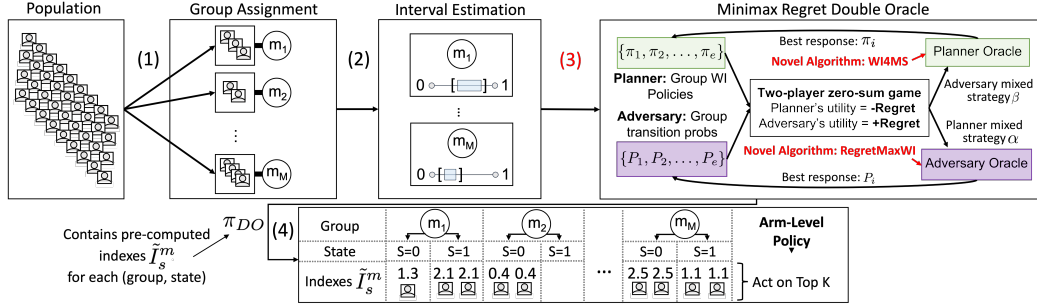 Population
Group Assignment
Interval Estimation
Minimax Regret Double Oracle
(1)
(2)
(3)
m1
m2
⋮
mM
m1
0 [ ] 1
⋮
mM
0 [ ] 1
{π1, π2, . . . , πe}
Planner: Group WI
Policies
Adversary: Group
transition probs
{P1, P2, . . . , Pe}
Best response: πi
Novel Algorithm: WI4MS
Planner Oracle
Two-player zero-sum game
Planner's utility = -Regret
Adversary's utility = +Regret
Adversary mixed
strategy β
Planner mixed
strategy α
Novel Algorithm: RegretMaxWI
Adversary Oracle
Best response: Pi
πDO
(4)
Contains pre-computed
indexes Ĩsm
for each (group, state)
Group m1 m2 mM
State S=0 S=1 S=0 S=1 S=0 S=1
Indexes Ĩsm 1.3 2.1 2.1 0.4 0.4 ... 2.5 2.5 1.1 1.1
Arm-Level
Policy
Act on Top K